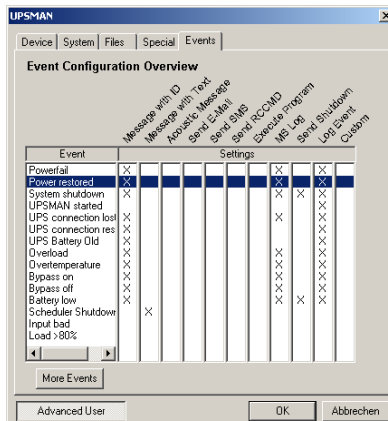 UPSMAN
Device System Files Special Events
Event Configuration Overview
Message with ID
Message with Text
Acoustic Message
Send E-Mail
Send SMS
Send RCCMD
Execute Program
MS Log
Send Shutdown
Log Event
Custom
Event Settings
Powerfail X X X
Power restored X X X
System shutdown X X X X
UPSMAN started X
UPS connection lost X X X
UPS connection res X X
UPS Battery Old X X
Overload X X X
Overtemperature X X X
Bypass on X X X
Bypass off X X X
Battery low X X X X
Scheduler Shutdown X
Input bad
Load >80%
More Events
Advanced User OK Abbrechen